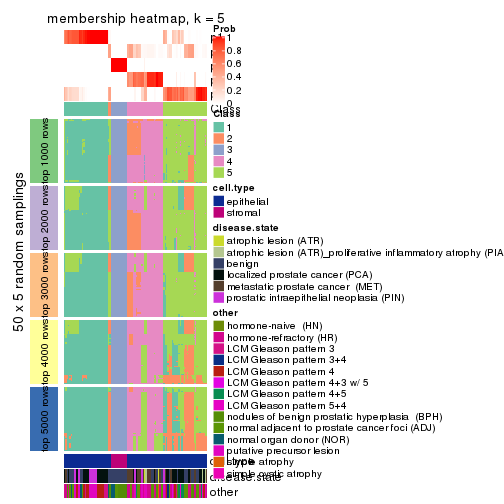 membership heatmap, k = 5
Prob
1
0.8
0.6
0.4
0.2
0
Class
Class
1
2
3
4
5
cell.type
epithelial
stromal
disease.state
atrophic lesion (ATR)
atrophic lesion (ATR)_proliferative inflammatory atrophy (PIA
benign
localized prostate cancer (PCA)
metastatic prostate cancer (MET)
prostatic intraepithelial neoplasia (PIN)
other
hormone-naive (HN)
hormone-refractory (HR)
LCM Gleason pattern 3
LCM Gleason pattern 3+4
LCM Gleason pattern 4
LCM Gleason pattern 4+3 w/ 5
LCM Gleason pattern 4+5
LCM Gleason pattern 5+4
nodules of benign prostatic hyperplasia (BPH)
normal adjacent to prostate cancer foci (ADJ)
normal organ donor (NOR)
putative precursor lesion
simple atrophy
simple cystic atrophy
disease.state
other
50 x 5 random samplings
top 1000 rows
top 2000 rows
top 3000 rows
top 4000 rows
top 5000 rows